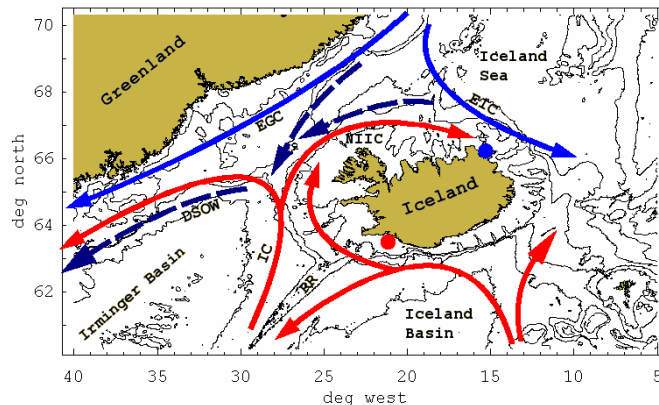 70
68
66
64
62
deg north
Greenland
Iceland
Sea
EGC
ETC
NIIC
Iceland
DSOW
IC
RR
Irminger Basin
Iceland
Basin
40 35 30 25 20 15 10 5
deg west